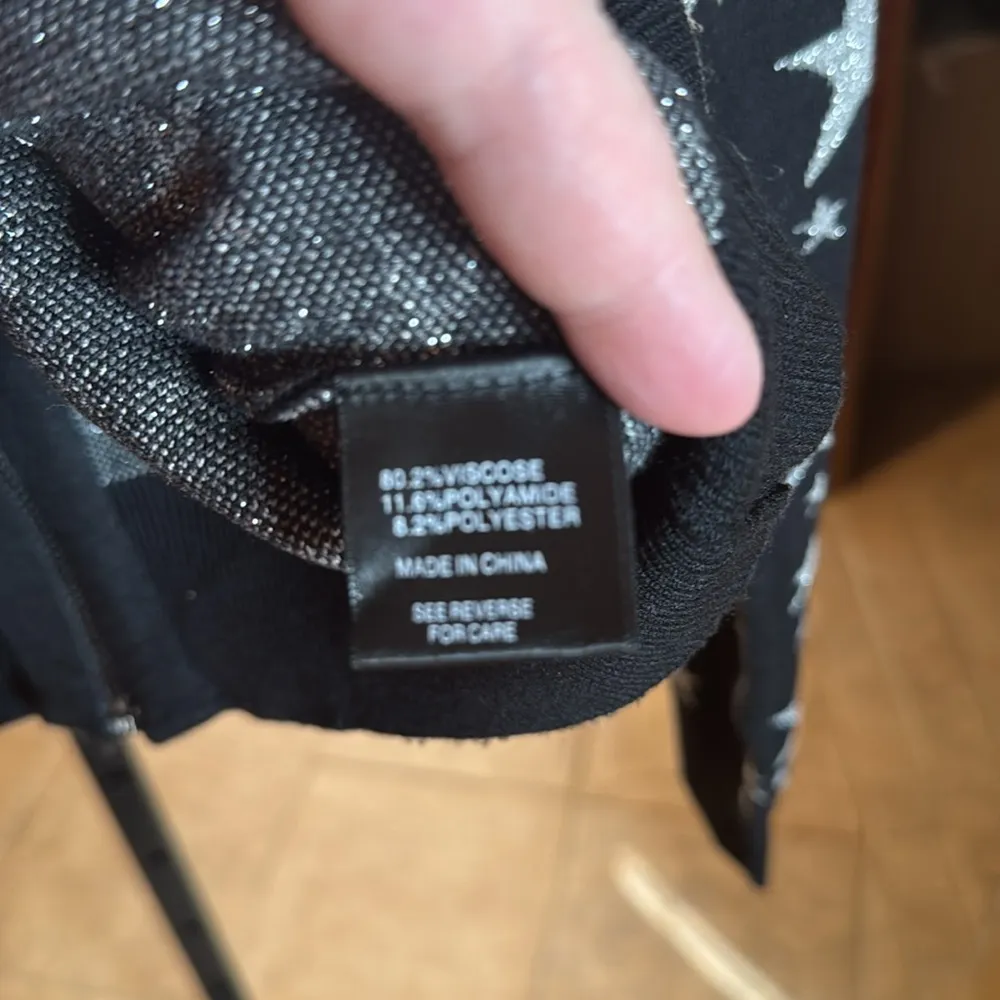 80.2%VISCOSE
11.6%POLYAMIDE
8.2%POLYESTER
MADE IN CHINA
SEE REVERSE
FOR CARE